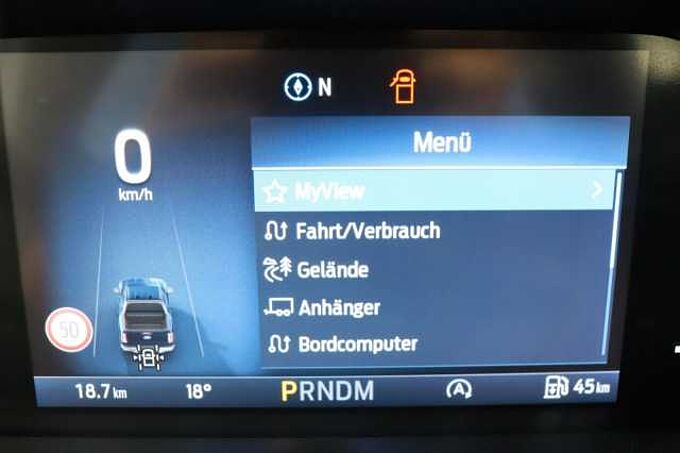 N
0
km/h
Menü
MyView
Fahrt/Verbrauch
Gelände
Anhänger
Bordcomputer
50
18.7 km 18° PRNDM A 45 km